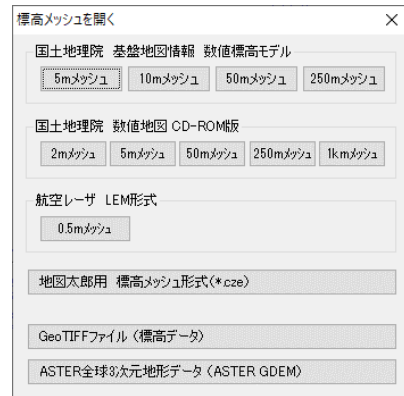 標高メッシュを開く
国土地理院 基盤地図情報 数値標高モデル
5mメッシュ 10mメッシュ 50mメッシュ 250mメッシュ
国土地理院 数値地図 CD-ROM版
2mメッシュ 5mメッシュ 50mメッシュ 250mメッシュ 1kmメッシュ
航空レーザ LEM形式
0.5mメッシュ
地図太郎用 標高メッシュ形式(*.cze)
GeoTIFFファイル (標高データ)
ASTER全球3次元地形データ (ASTER GDEM)